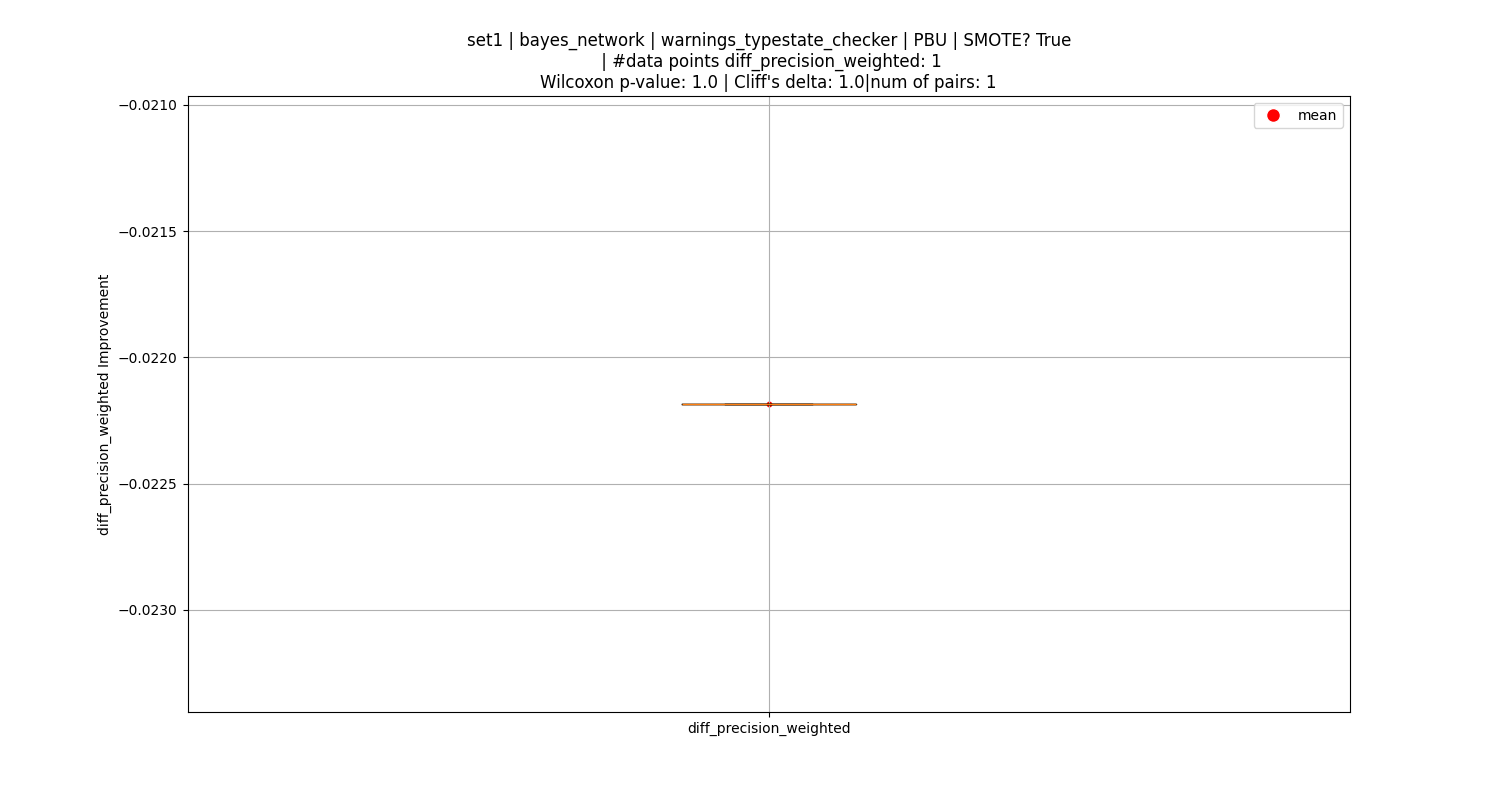 set1 | bayes_network | warnings_typestate_checker | PBU | SMOTE? True
| #data points diff_precision_weighted: 1
Wilcoxon p-value: 1.0 | Cliff's delta: 1.0|num of pairs: 1
−0.0210
mean
−0.0215
−0.0220
−0.0225
−0.0230
diff_precision_weighted Improvement
diff_precision_weighted